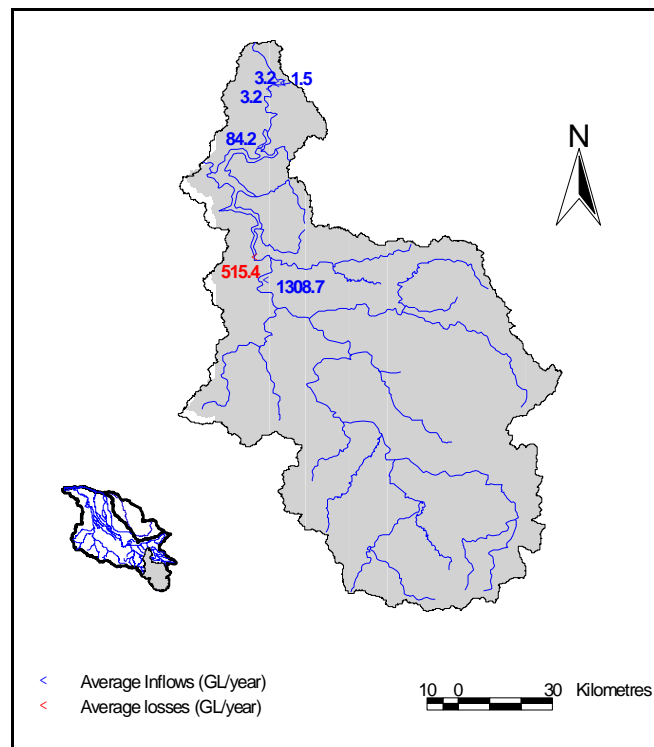 3.2 1.5
3.2
84.2
N
515.4
1308.7
< Average Inflows (GL/year)
< Average losses (GL/year)
10 0 30 Kilometres